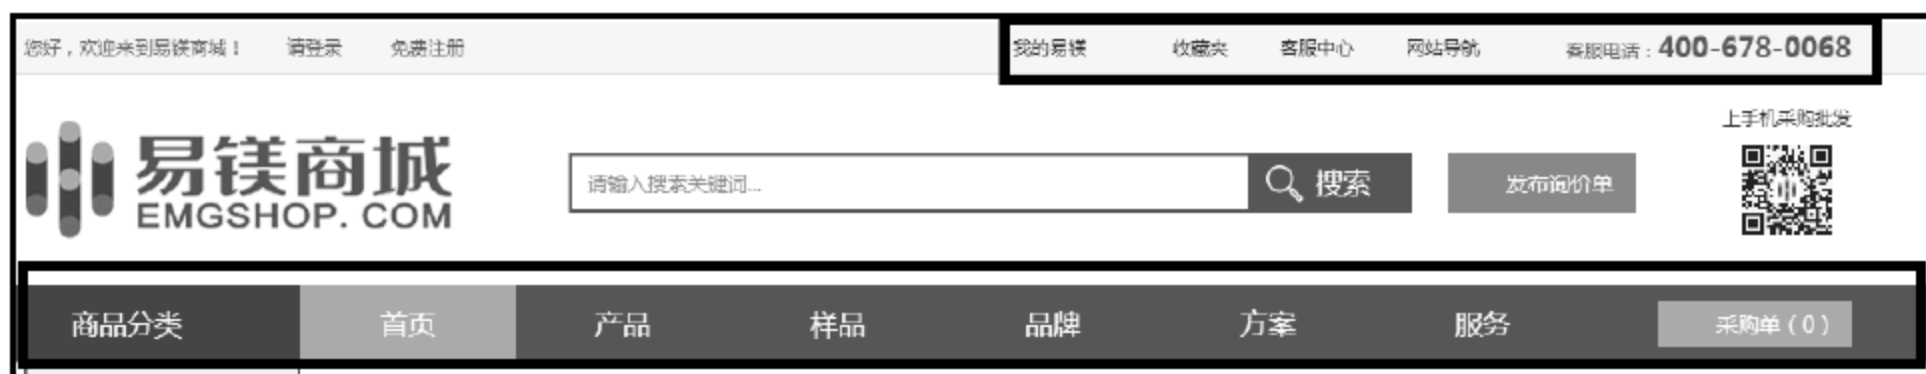 您好，欢迎来到易镁商城！ 请登录 免费注册 我的易镁 收藏夹 客服中心 网站导航 客服电话：400-678-0068
上手机采购批发
易镁商城
EMGSHOP. COM
请输入搜索关键词... 搜索 发布询价单
商品分类 首页 产品 样品 品牌 方案 服务 采购单（0）